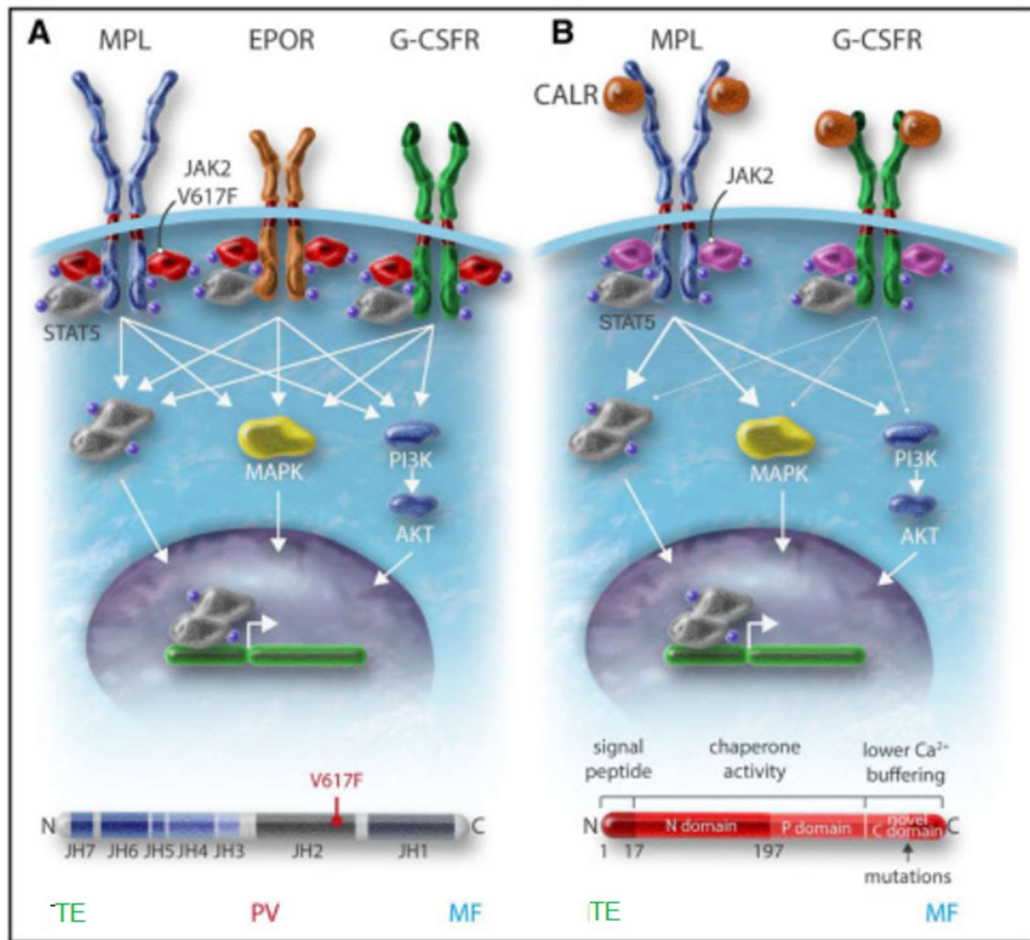 A
MPL EPOR G-CSFR
JAK2
V617F
STAT5
MAPK
PI3K
AKT
V617F
N C
JH7 JH6 JH5 JH4 JH3 JH2 JH1
TE PV MF
B
MPL G-CSFR
CALR
JAK2
STAT5
MAPK
PI3K
AKT
signal
peptide
chaperone
activity
lower Ca²⁺
buffering
N N domain P domain novel
C domain C
1 17 197
mutations
TE MF